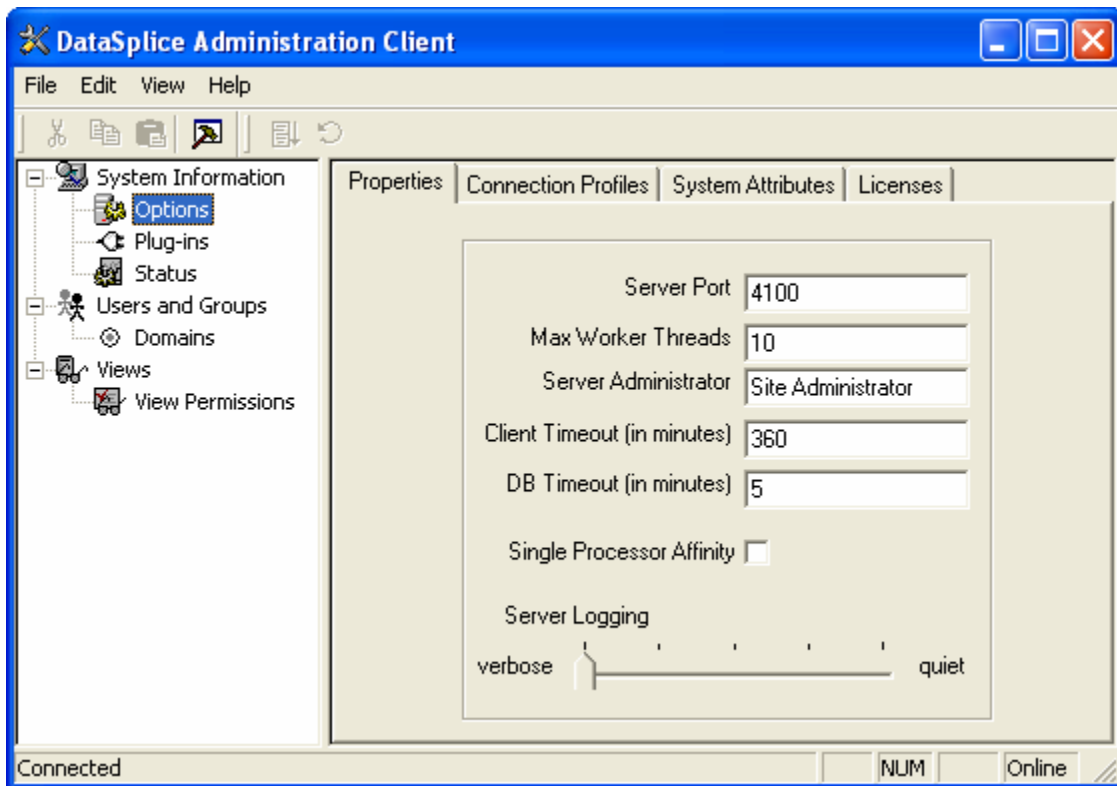 DataSplice Administration Client
File Edit View Help
System Information
Options
Plug-ins
Status
Users and Groups
Domains
Views
View Permissions
Properties Connection Profiles System Attributes Licenses
Server Port 4100
Max Worker Threads 10
Server Administrator Site Administrator
Client Timeout (in minutes) 360
DB Timeout (in minutes) 5
Single Processor Affinity
Server Logging
verbose quiet
Connected NUM Online